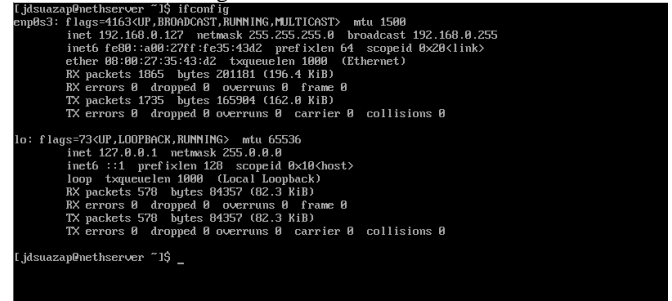 [jdsuazap@nethserver ~]$ ifconfig
enp0s3: flags=4163<UP,BROADCAST,RUNNING,MULTICAST>  mtu 1500
        inet 192.168.0.127  netmask 255.255.255.0  broadcast 192.168.0.255
        inet6 fe80::a00:27ff:fe35:43d2  prefixlen 64  scopeid 0x20<link>
        ether 08:00:27:35:43:d2  txqueuelen 1000  (Ethernet)
        RX packets 1865  bytes 201181 (196.4 KiB)
        RX errors 0  dropped 0  overruns 0  frame 0
        TX packets 1735  bytes 165904 (162.0 KiB)
        TX errors 0  dropped 0 overruns 0  carrier 0  collisions 0

lo: flags=73<UP,LOOPBACK,RUNNING>  mtu 65536
        inet 127.0.0.1  netmask 255.0.0.0
        inet6 ::1  prefixlen 128  scopeid 0x10<host>
        loop  txqueuelen 1000  (Local Loopback)
        RX packets 578  bytes 84357 (82.3 KiB)
        RX errors 0  dropped 0  overruns 0  frame 0
        TX packets 578  bytes 84357 (82.3 KiB)
        TX errors 0  dropped 0 overruns 0  carrier 0  collisions 0

[jdsuazap@nethserver ~]$ _